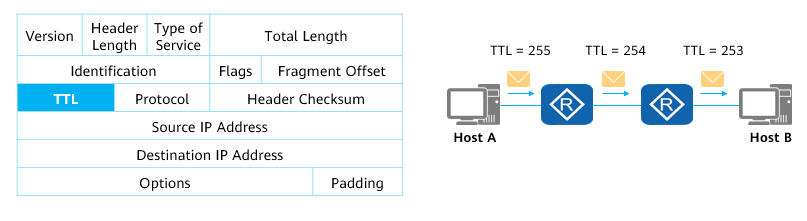 Version
Header
Length
Type of
Service
Total Length
Identification
Flags
Fragment Offset
TTL
Protocol
Header Checksum
Source IP Address
Destination IP Address
Options
Padding
TTL = 255
TTL = 254
TTL = 253
R
R
Host A
Host B